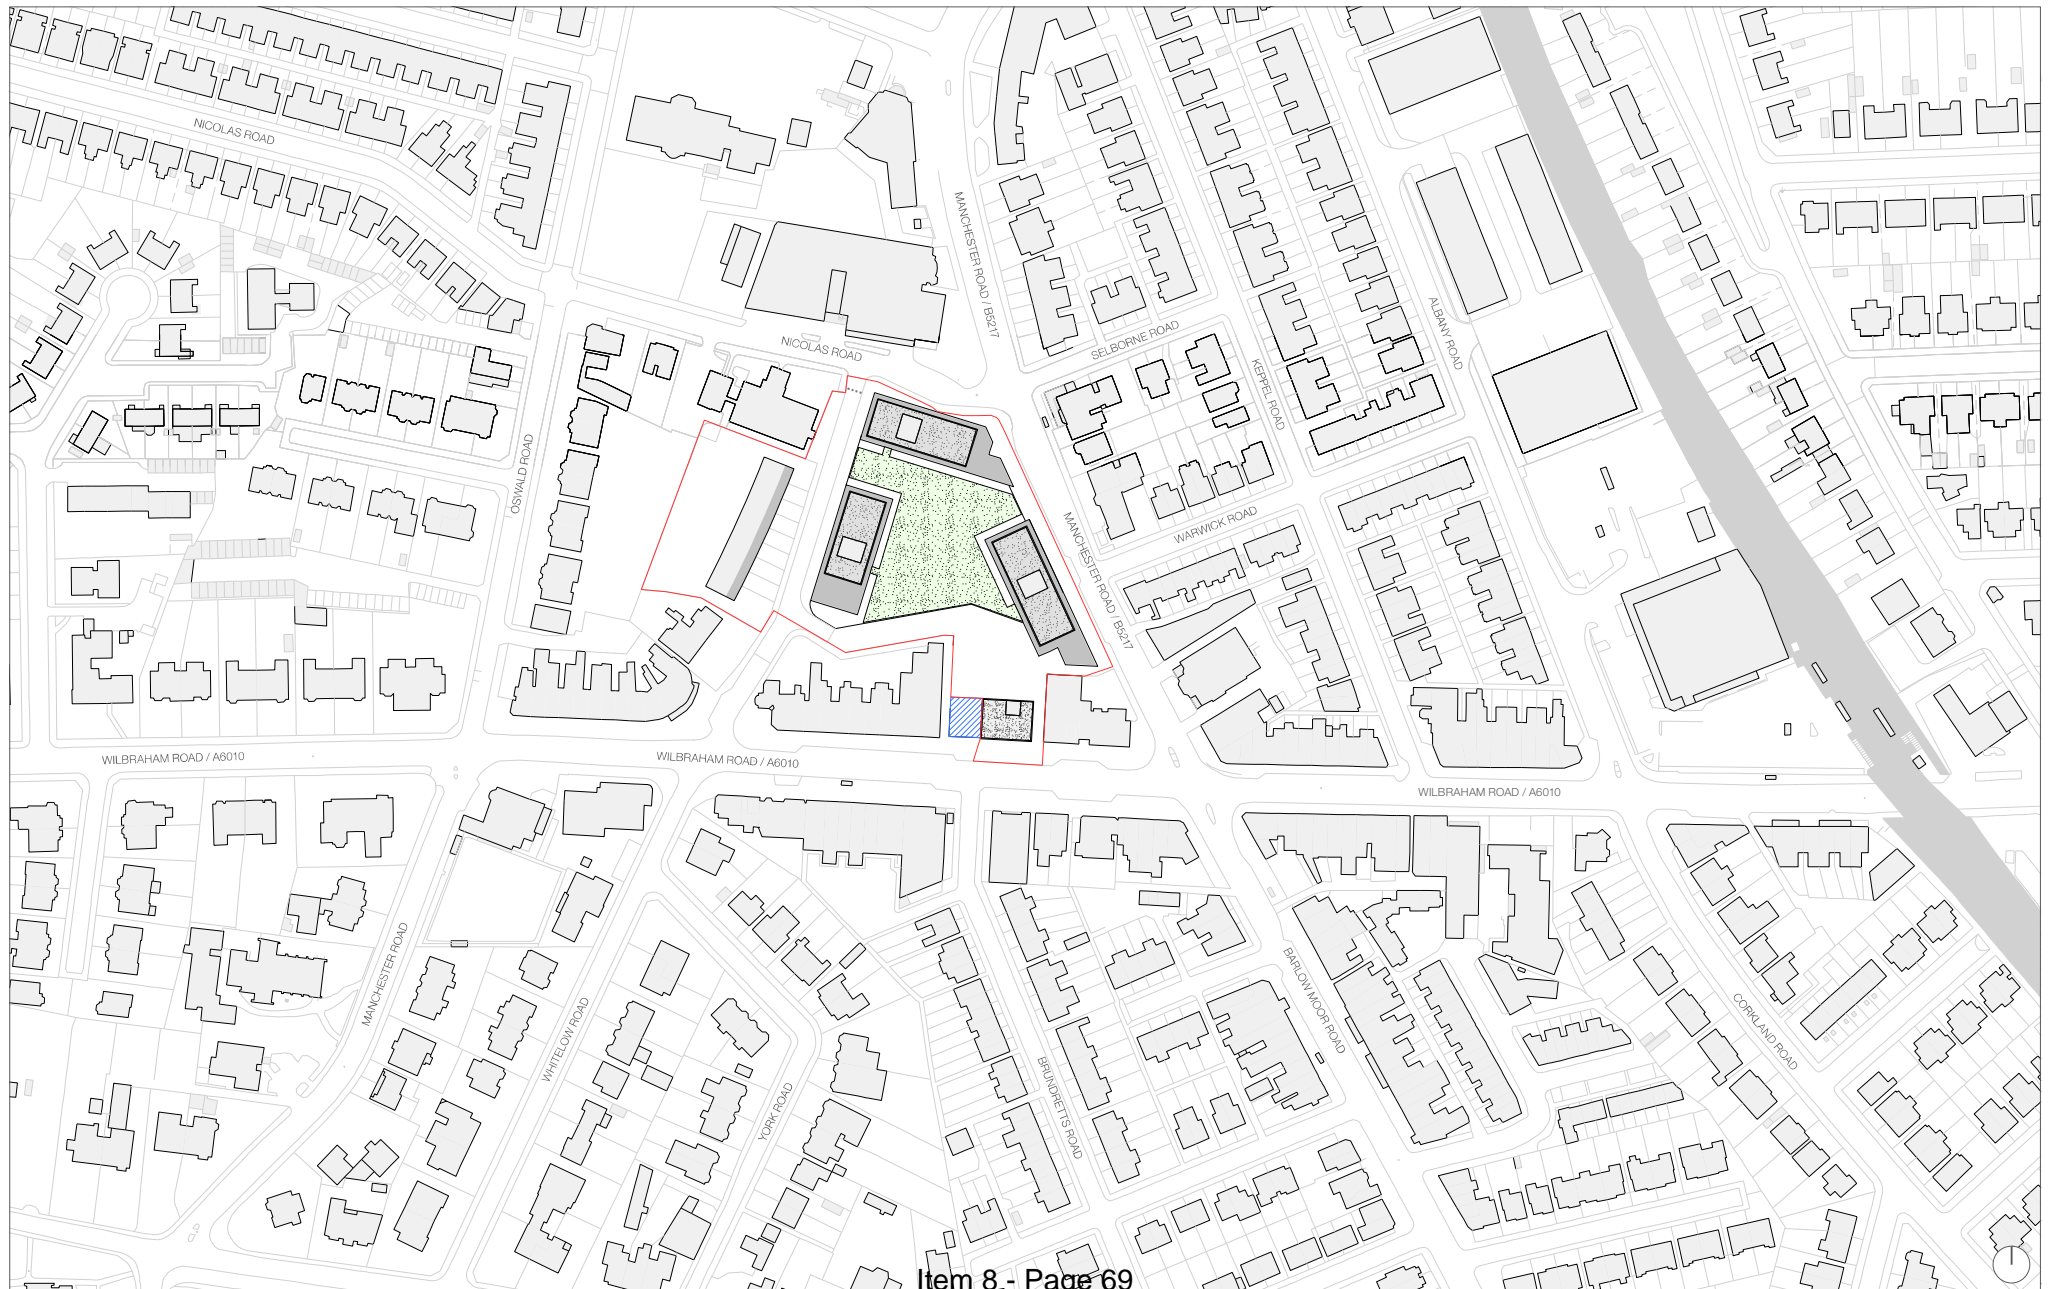 NICOLAS ROAD
MANCHESTER ROAD / B5217
NICOLAS ROAD
SELBORNE ROAD
ALBANY ROAD
KEPPEL ROAD
OSWALD ROAD
WARWICK ROAD
MANCHESTER ROAD / B5217
WILBRAHAM ROAD / A6010
WILBRAHAM ROAD / A6010
WILBRAHAM ROAD / A6010
MANCHESTER ROAD
WHITELOW ROAD
YORK ROAD
BRUNDRETTS ROAD
BARLOW MOOR ROAD
CORKLAND ROAD
Item 8 - Page 69